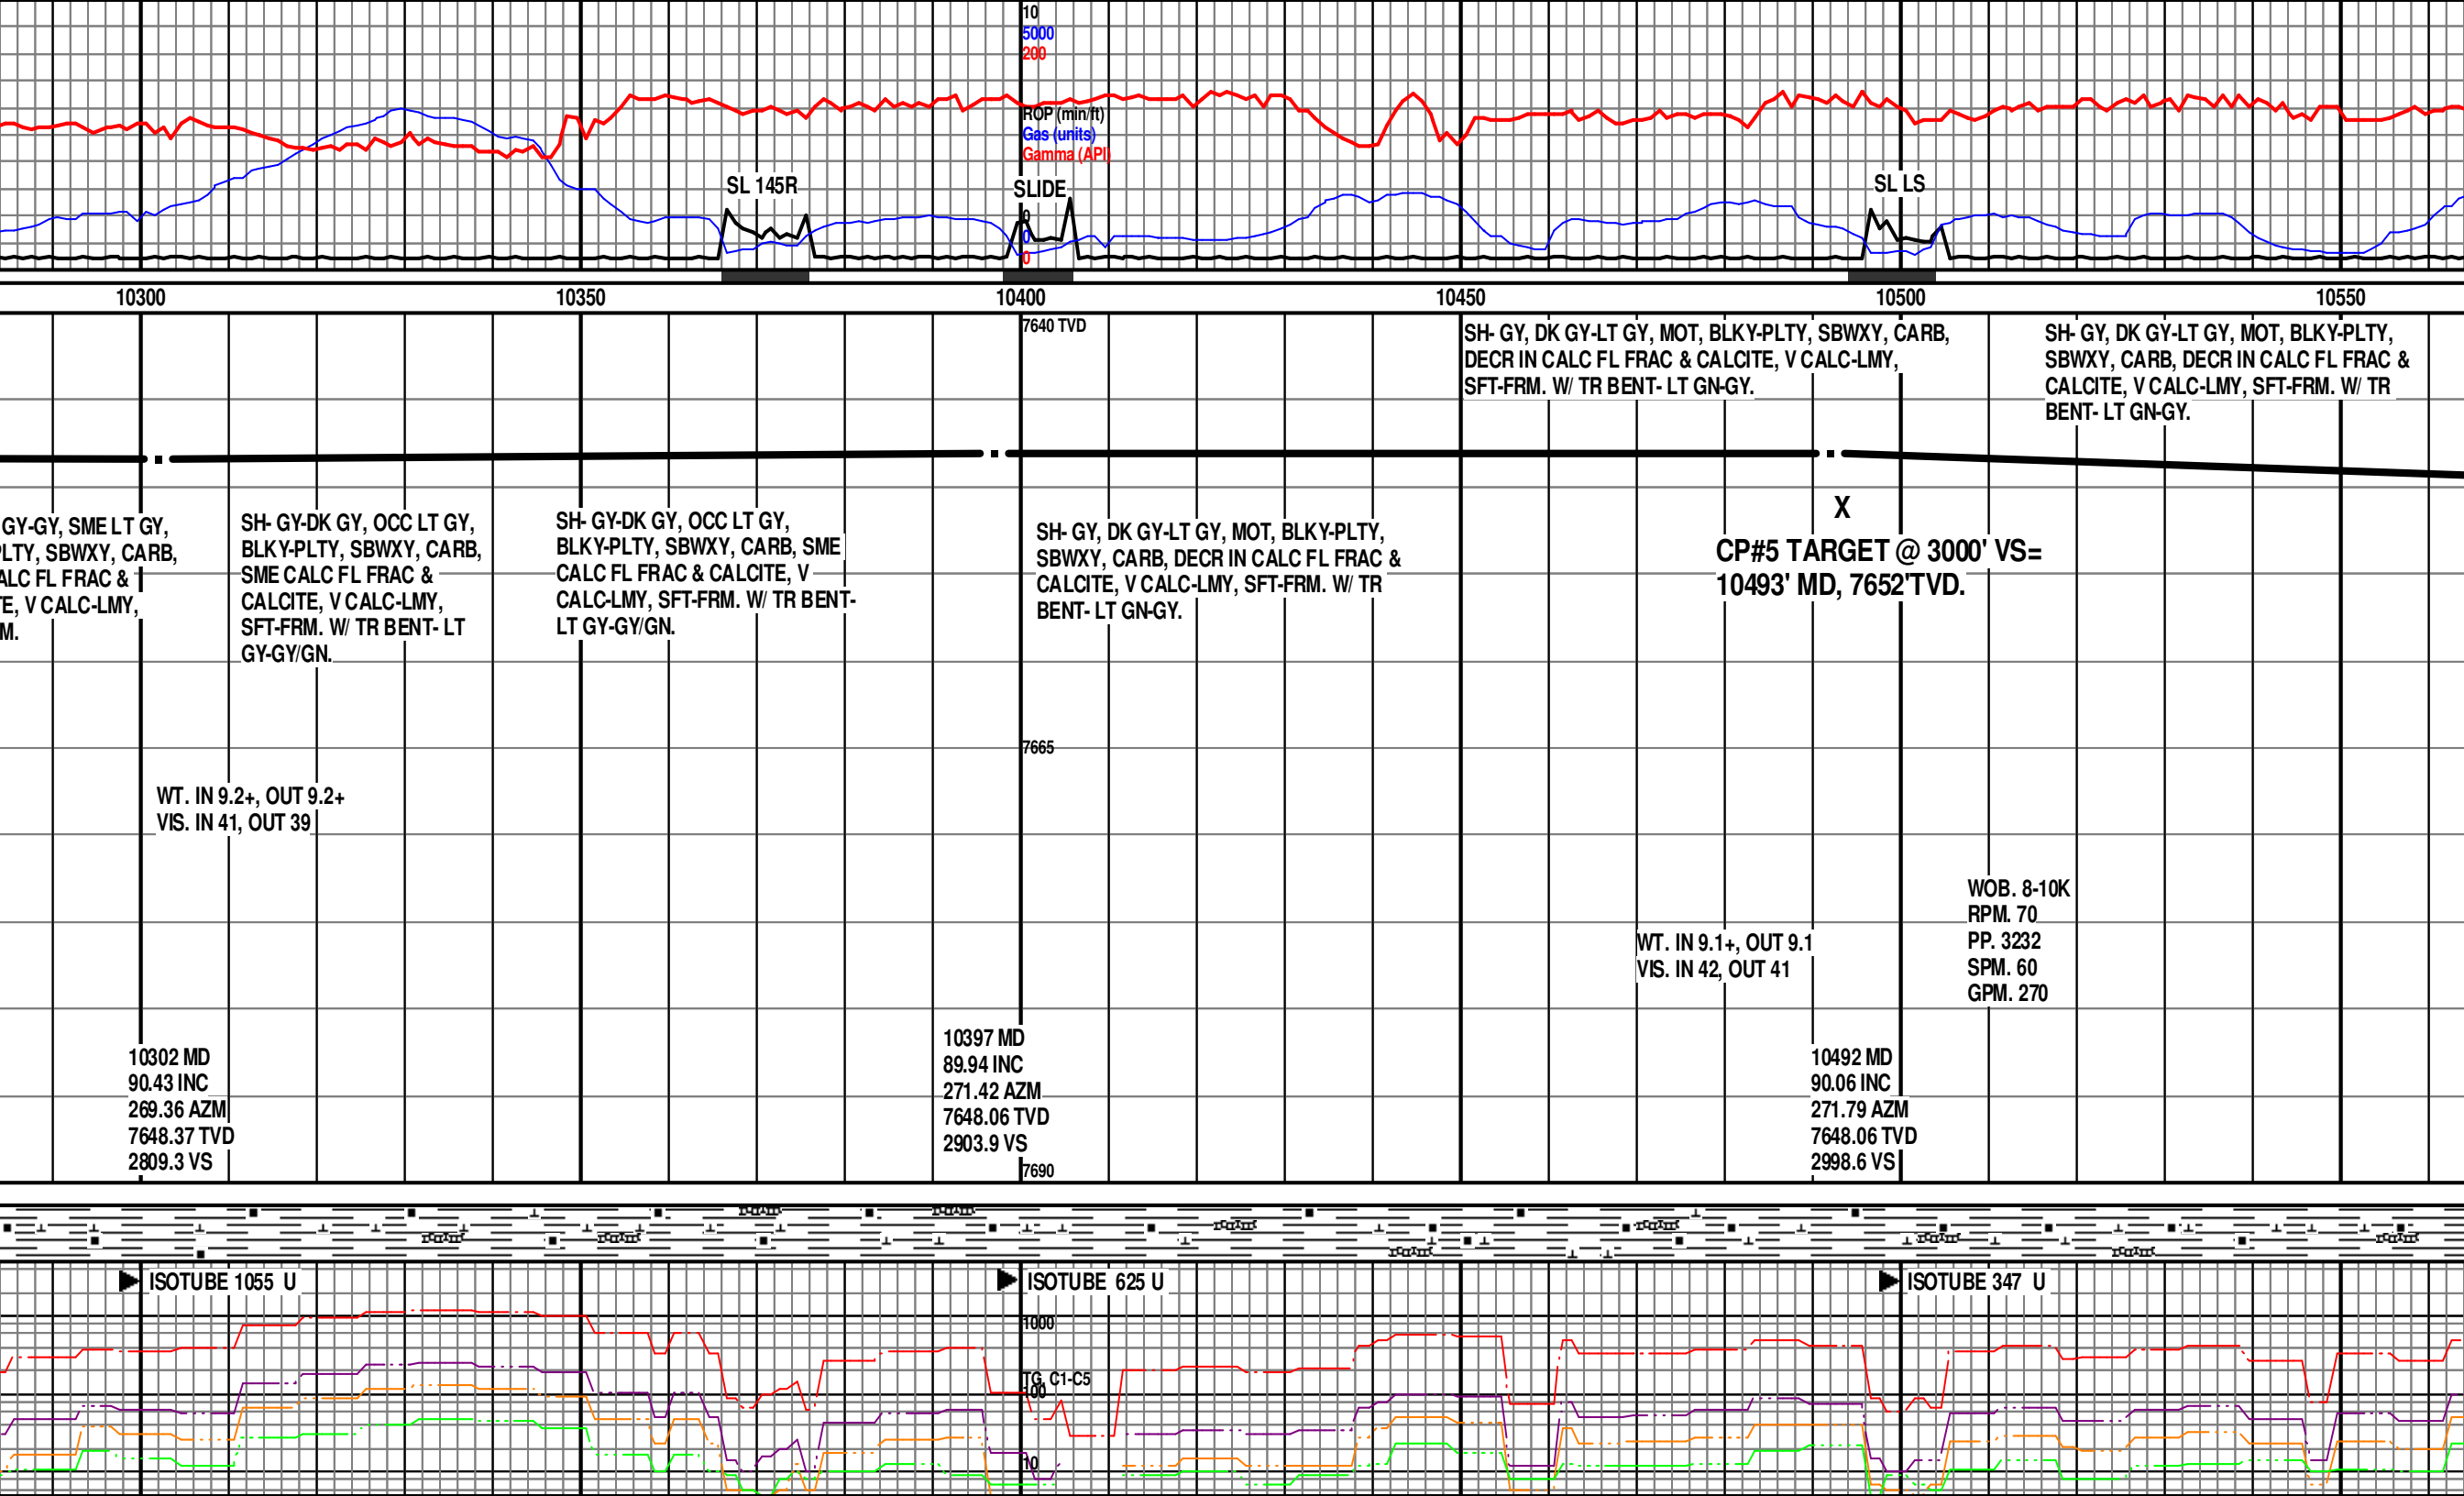 10
5000
200
ROP (min/ft)
Gas (units)
Gamma (API)
SL 145R
SLIDE
SL LS
0
0
0
10300
10350
10400
10450
10500
10550
7640 TVD
SH- GY, DK GY-LT GY, MOT, BLKY-PLTY, SBWXY, CARB,
DECR IN CALC FL FRAC & CALCITE, V CALC-LMY,
SFT-FRM. W/ TR BENT- LT GN-GY.
SH- GY, DK GY-LT GY, MOT, BLKY-PLTY,
SBWXY, CARB, DECR IN CALC FL FRAC &
CALCITE, V CALC-LMY, SFT-FRM. W/ TR
BENT- LT GN-GY.
GY-GY, SME LT GY,
PLTY, SBWXY, CARB,
ALC FL FRAC &
TE, V CALC-LMY,
M.
SH- GY-DK GY, OCC LT GY,
BLKY-PLTY, SBWXY, CARB,
SME CALC FL FRAC &
CALCITE, V CALC-LMY,
SFT-FRM. W/ TR BENT- LT
GY-GY/GN.
SH- GY-DK GY, OCC LT GY,
BLKY-PLTY, SBWXY, CARB, SME
CALC FL FRAC & CALCITE, V
CALC-LMY, SFT-FRM. W/ TR BENT-
LT GY-GY/GN.
SH- GY, DK GY-LT GY, MOT, BLKY-PLTY,
SBWXY, CARB, DECR IN CALC FL FRAC &
CALCITE, V CALC-LMY, SFT-FRM. W/ TR
BENT- LT GN-GY.
X
CP#5 TARGET @ 3000' VS=
10493' MD, 7652'TVD.
7665
WT. IN 9.2+, OUT 9.2+
VIS. IN 41, OUT 39
WT. IN 9.1+, OUT 9.1
VIS. IN 42, OUT 41
WOB. 8-10K
RPM. 70
PP. 3232
SPM. 60
GPM. 270
10302 MD
90.43 INC
269.36 AZM
7648.37 TVD
2809.3 VS
10397 MD
89.94 INC
271.42 AZM
7648.06 TVD
2903.9 VS
7690
10492 MD
90.06 INC
271.79 AZM
7648.06 TVD
2998.6 VS
ISOTUBE 1055 U
ISOTUBE 625 U
ISOTUBE 347 U
1000
TG, C1-C5
100
10